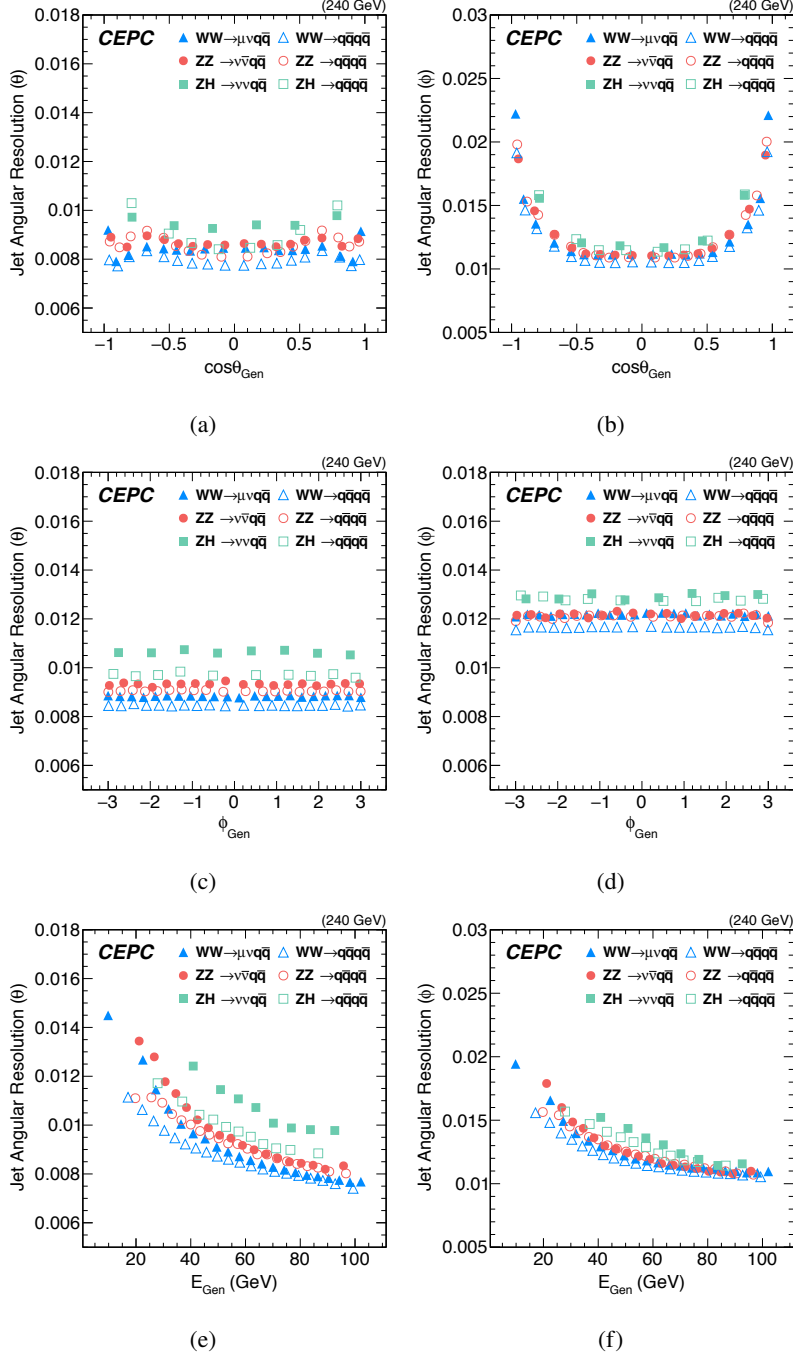 (240 GeV) (240 GeV)
CEPC WW→μνqq̅ WW→qq̅qq̅ CEPC WW→μνqq̅ WW→qq̅qq̅
ZZ →νν̅qq̅ ZZ →qq̅qq̅ ZZ →νν̅qq̅ ZZ →qq̅qq̅
ZH →ννqq̅ ZH →qq̅qq̅ ZH →ννqq̅ ZH →qq̅qq̅
Jet Angular Resolution (θ) Jet Angular Resolution (ϕ)
0.018 0.03
0.016 0.025
0.014 0.02
0.012 0.015
0.01 0.01
0.008 0.005
0.006
−1 −0.5 0 0.5 1 −1 −0.5 0 0.5 1
cosθGen cosθGen
(a) (b)
(240 GeV) (240 GeV)
CEPC WW→μνqq̅ WW→qq̅qq̅ CEPC WW→μνqq̅ WW→qq̅qq̅
ZZ →νν̅qq̅ ZZ →qq̅qq̅ ZZ →νν̅qq̅ ZZ →qq̅qq̅
ZH →ννqq̅ ZH →qq̅qq̅ ZH →ννqq̅ ZH →qq̅qq̅
Jet Angular Resolution (θ) Jet Angular Resolution (ϕ)
0.018 0.018
0.016 0.016
0.014 0.014
0.012 0.012
0.01 0.01
0.008 0.008
0.006 0.006
−3 −2 −1 0 1 2 3 −3 −2 −1 0 1 2 3
ϕGen ϕGen
(c) (d)
(240 GeV) (240 GeV)
CEPC WW→μνqq̅ WW→qq̅qq̅ CEPC WW→μνqq̅ WW→qq̅qq̅
ZZ →νν̅qq̅ ZZ →qq̅qq̅ ZZ →νν̅qq̅ ZZ →qq̅qq̅
ZH →ννqq̅ ZH →qq̅qq̅ ZH →ννqq̅ ZH →qq̅qq̅
Jet Angular Resolution (θ) Jet Angular Resolution (ϕ)
0.018 0.03
0.016 0.025
0.014 0.02
0.012 0.015
0.01 0.01
0.008 0.005
0.006
20 40 60 80 100 20 40 60 80 100
EGen (GeV) EGen (GeV)
(e) (f)